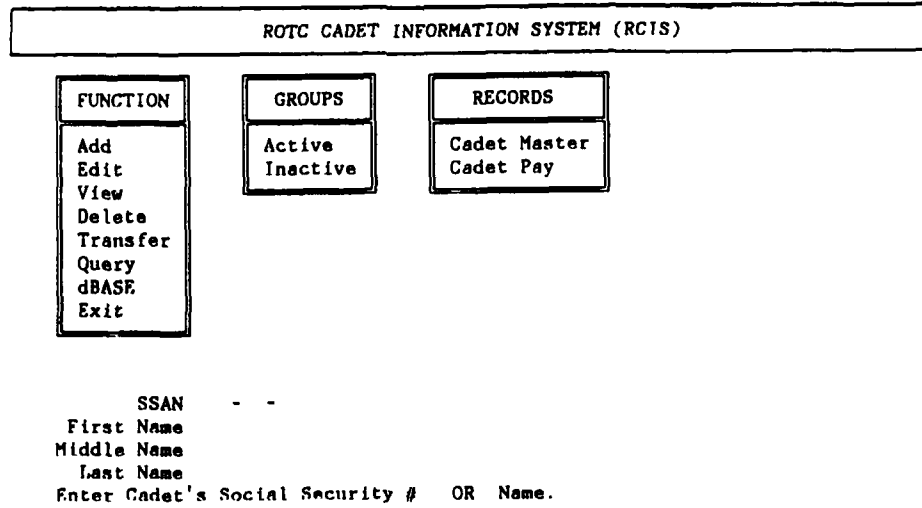 ROTC CADET INFORMATION SYSTEM (RCIS)
FUNCTION
Add
Edit
View
Delete
Transfer
Query
dBASE
Exit
GROUPS
Active
Inactive
RECORDS
Cadet Master
Cadet Pay
SSAN - -
First Name
Middle Name
Last Name
Enter Cadet's Social Security # OR Name.